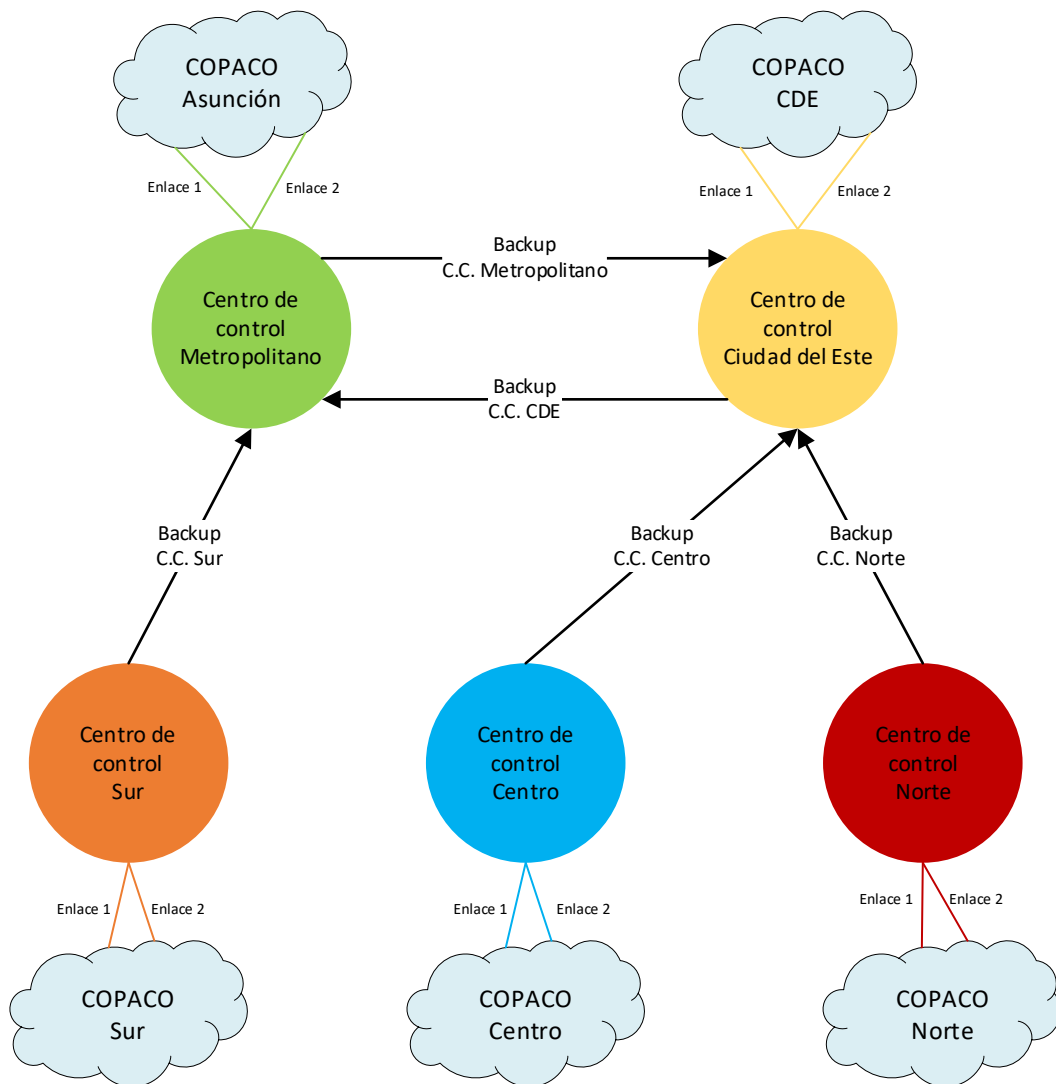 COPACO
Asunción
COPACO
CDE
Enlace 1
Enlace 2
Enlace 1
Enlace 2
Backup
C.C. Metropolitano
Centro de
control
Metropolitano
Centro de
control
Ciudad del Este
Backup
C.C. CDE
Backup
C.C. Sur
Backup
C.C. Centro
Backup
C.C. Norte
Centro de
control
Sur
Centro de
control
Centro
Centro de
control
Norte
Enlace 1
Enlace 2
Enlace 1
Enlace 2
Enlace 1
Enlace 2
COPACO
Sur
COPACO
Centro
COPACO
Norte